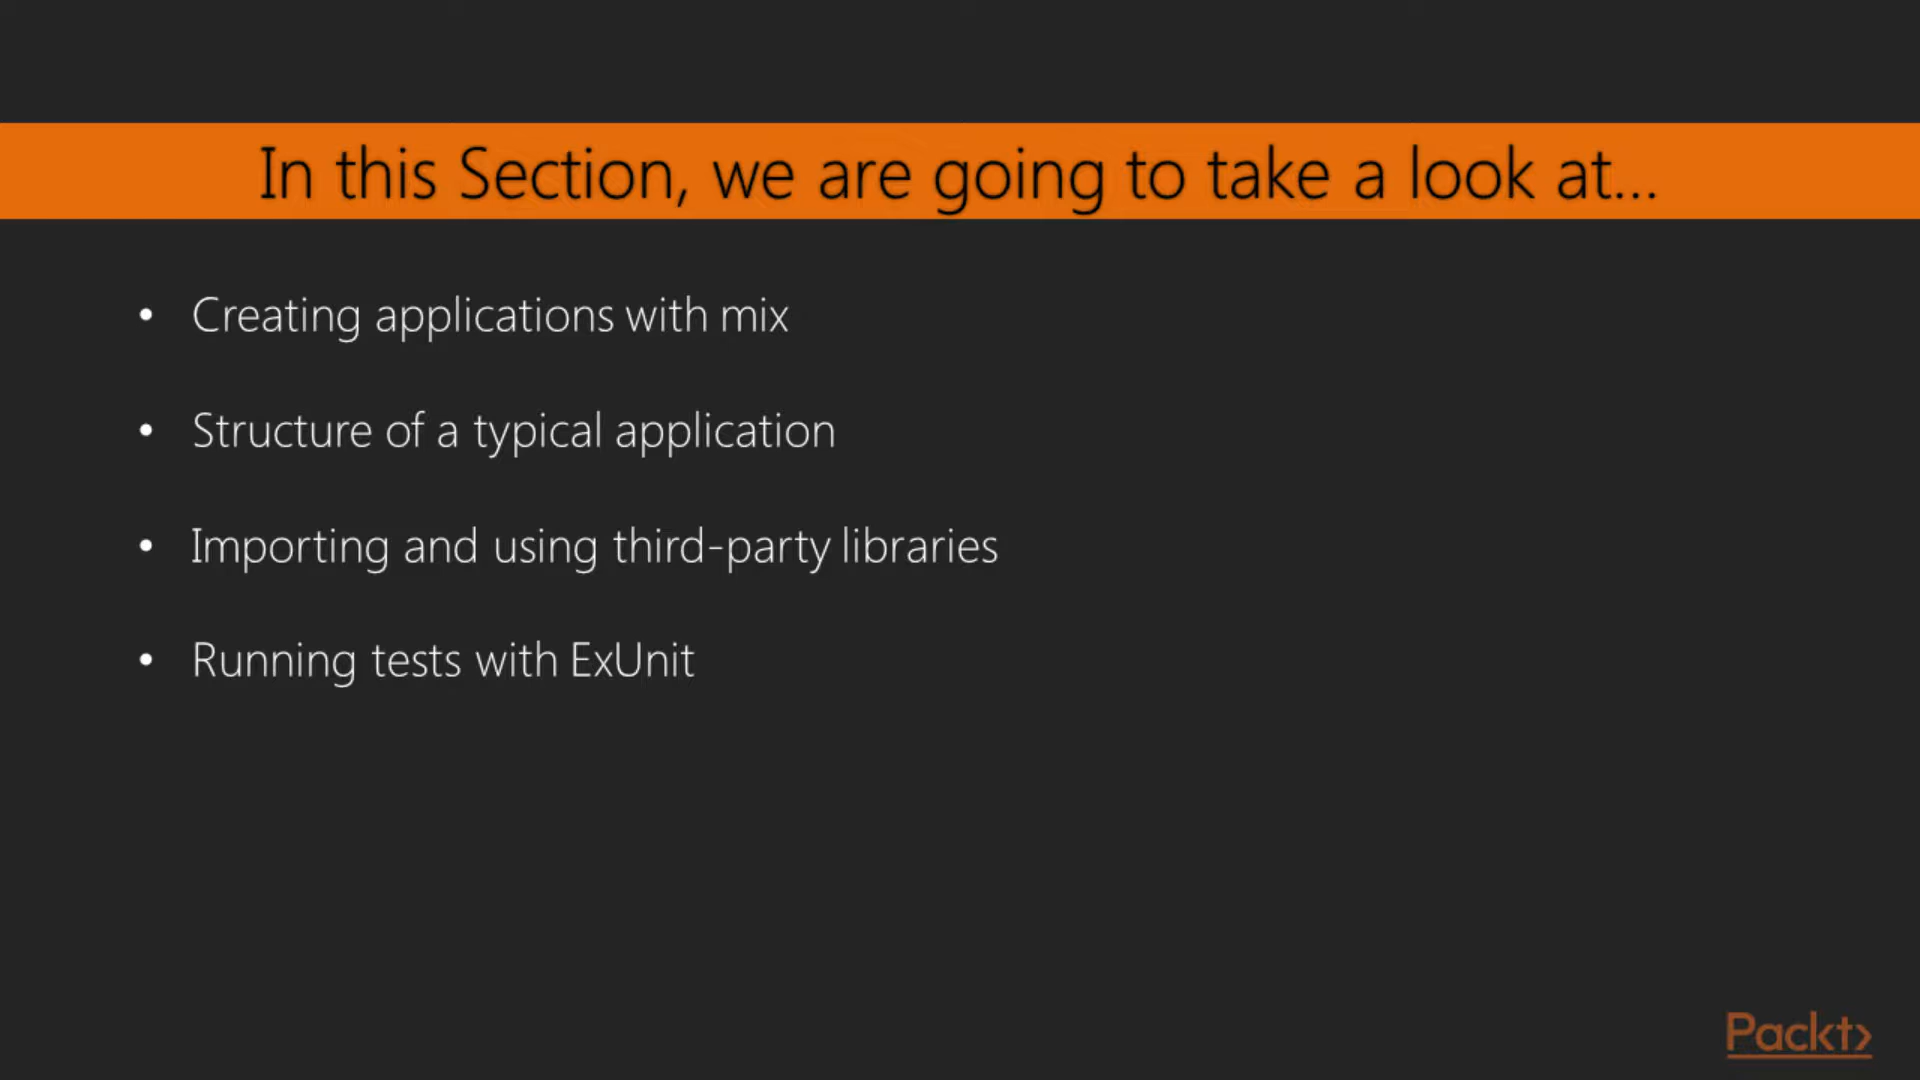 In this Section, we are going to take a look at...
• Creating applications with mix
• Structure of a typical application
• Importing and using third-party libraries
• Running tests with ExUnit
Packt>